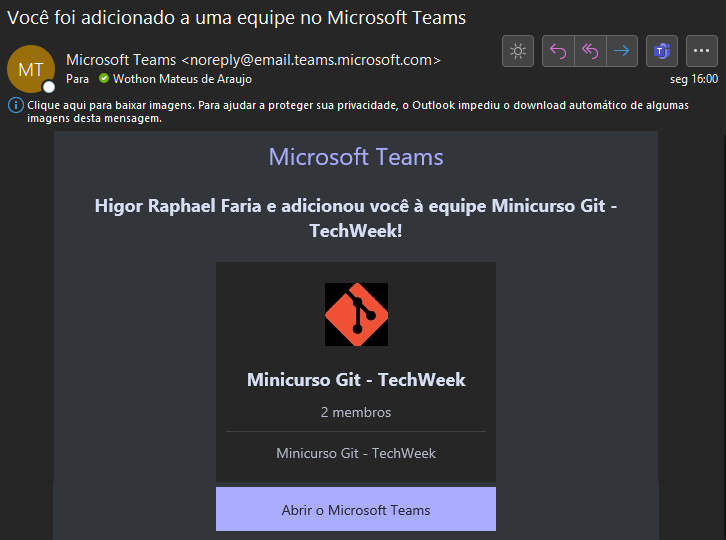 Você foi adicionado a uma equipe no Microsoft Teams
MT
Microsoft Teams <noreply@email.teams.microsoft.com>
Para Wothon Mateus de Araujo
seg 16:00
Clique aqui para baixar imagens. Para ajudar a proteger sua privacidade, o Outlook impediu o download automático de algumas
imagens desta mensagem.
Microsoft Teams
Higor Raphael Faria e adicionou você à equipe Minicurso Git -
TechWeek!
Minicurso Git - TechWeek
2 membros
Minicurso Git - TechWeek
Abrir o Microsoft Teams